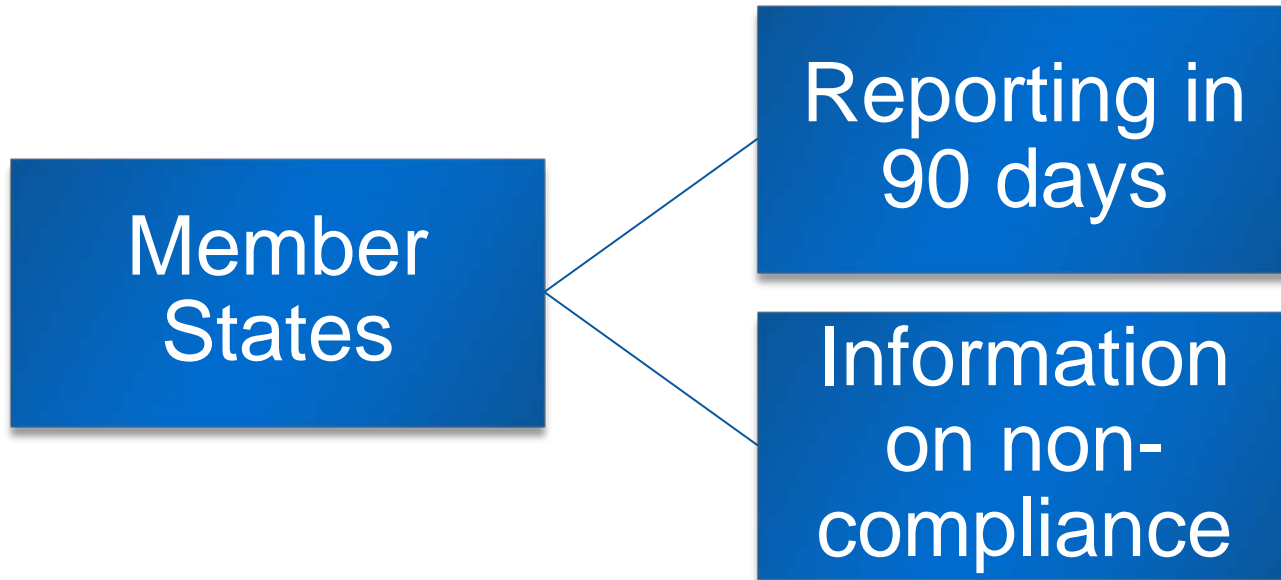 Member
States
Reporting in
90 days
Information
on non-
compliance